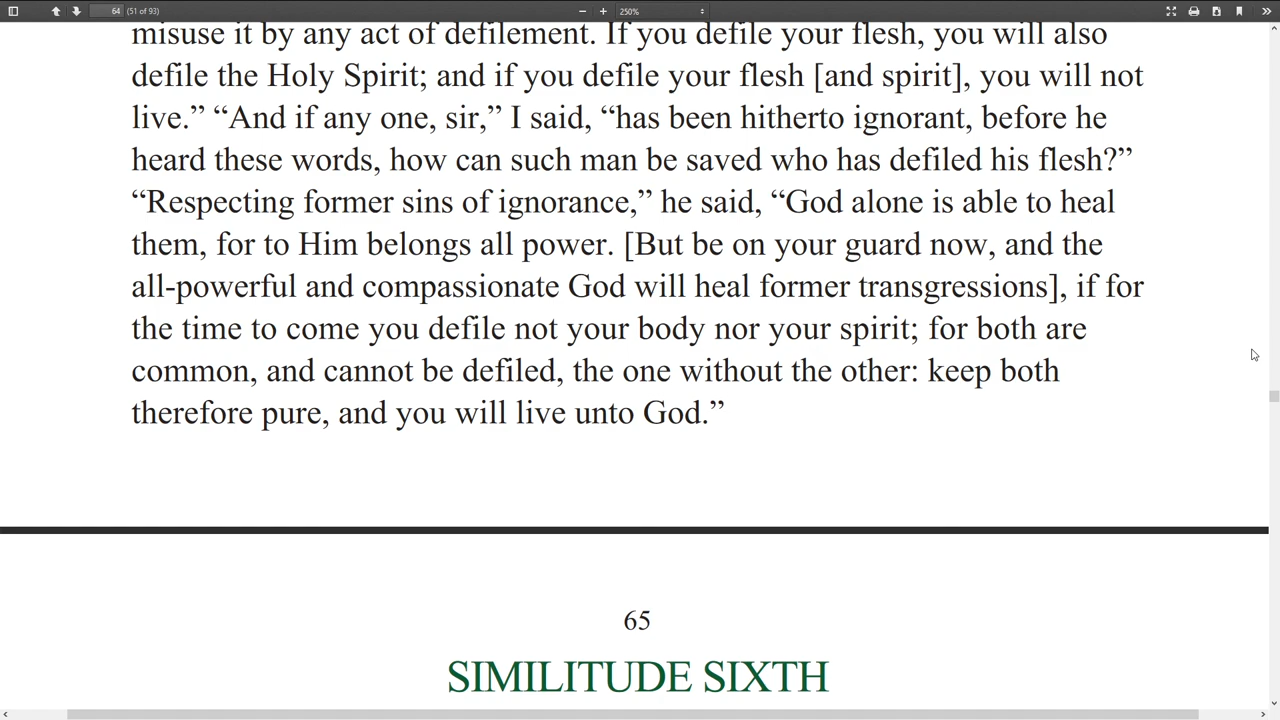 64 (51 of 93) 250%
misuse it by any act of defilement. If you defile your flesh, you will also
defile the Holy Spirit; and if you defile your flesh [and spirit], you will not
live.” “And if any one, sir,” I said, “has been hitherto ignorant, before he
heard these words, how can such man be saved who has defiled his flesh?”
“Respecting former sins of ignorance,” he said, “God alone is able to heal
them, for to Him belongs all power. [But be on your guard now, and the
all-powerful and compassionate God will heal former transgressions], if for
the time to come you defile not your body nor your spirit; for both are
common, and cannot be defiled, the one without the other: keep both
therefore pure, and you will live unto God.”
65
SIMILITUDE SIXTH